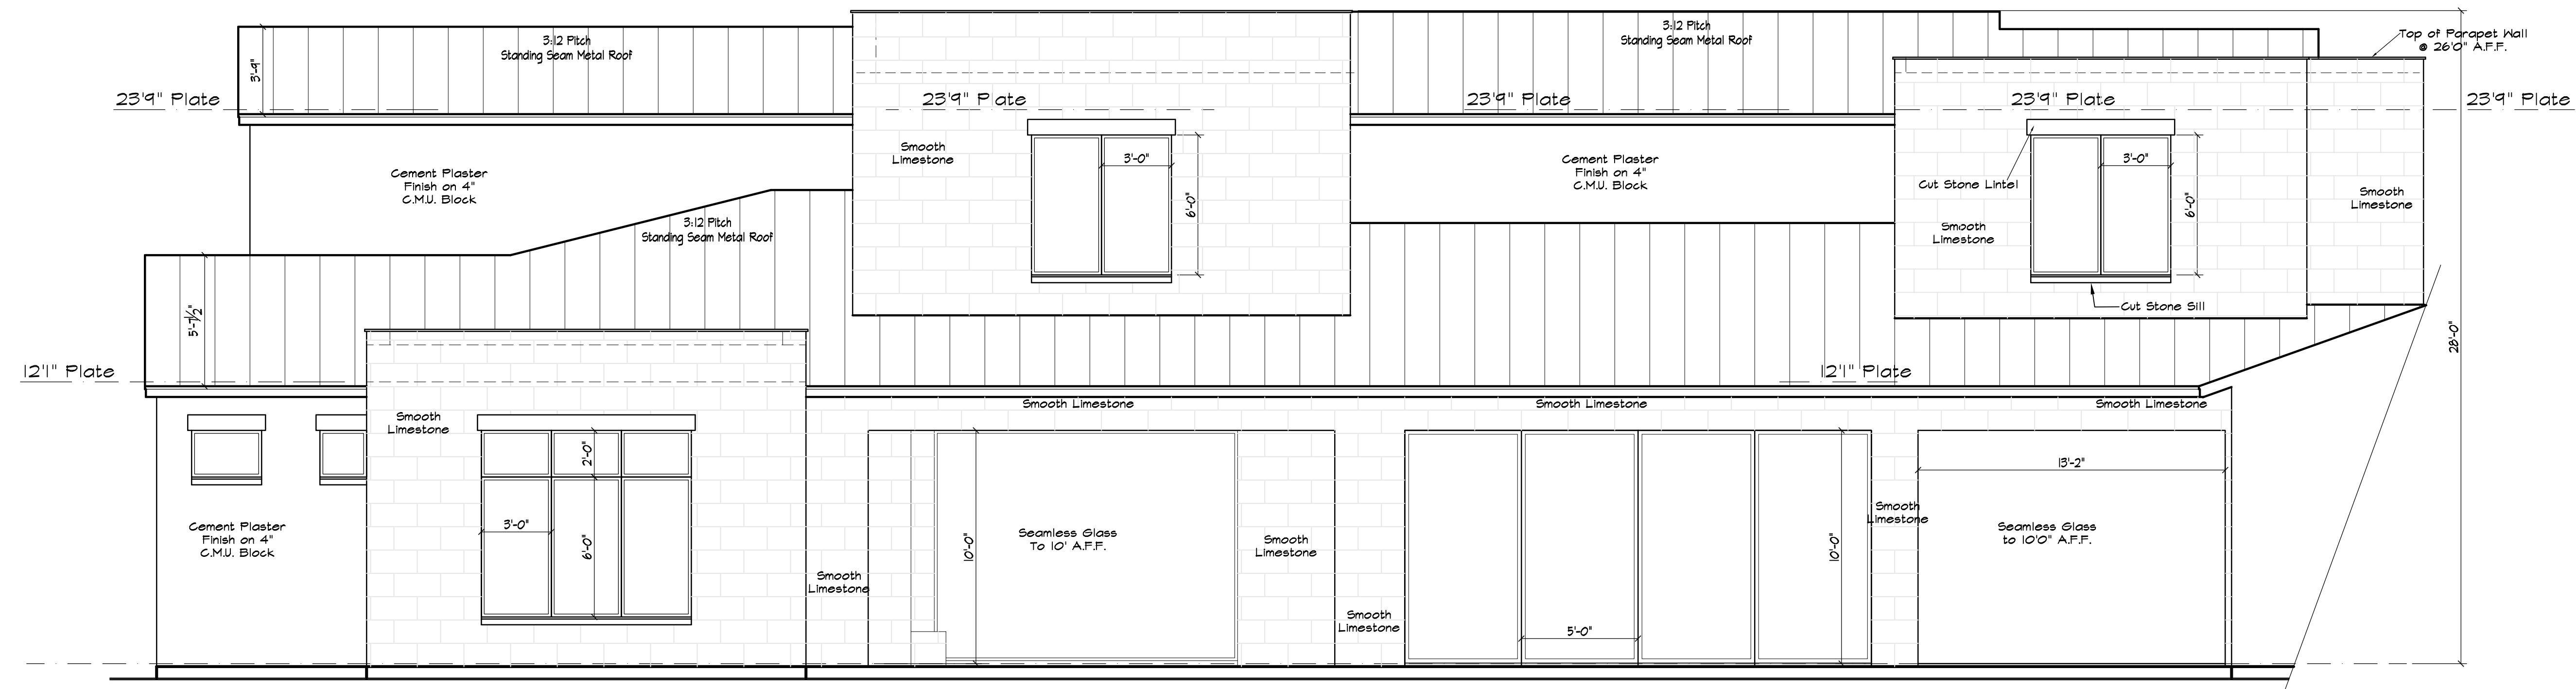 3:12 Pitch
Standing Seam Metal Roof
3'-9"
3:12 Pitch
Standing Seam Metal Roof
Top of Parapet Wall
@ 26'0" A.F.F.
23'9" Plate
23'9" Plate
23'9" Plate
23'9" Plate
23'9" Plate
Cement Plaster
Finish on 4"
C.M.U. Block
Smooth
Limestone
3'-0"
6'-0"
Cement Plaster
Finish on 4"
C.M.U. Block
Cut Stone Lintel
3'-0"
6'-0"
Smooth
Limestone
Smooth
Limestone
3:12 Pitch
Standing Seam Metal Roof
Cut Stone Sill
5'-7½"
28'-0"
12'1" Plate
12'1" Plate
Smooth Limestone
Smooth Limestone
Smooth Limestone
Smooth
Limestone
2'-0"
3'-0"
6'-0"
Cement Plaster
Finish on 4"
C.M.U. Block
Smooth
Limestone
10'-0"
Seamless Glass
To 10' A.F.F.
Smooth
Limestone
Smooth
Limestone
5'-0"
10'-0"
Smooth
Limestone
13'-2"
Seamless Glass
to 10'0" A.F.F.